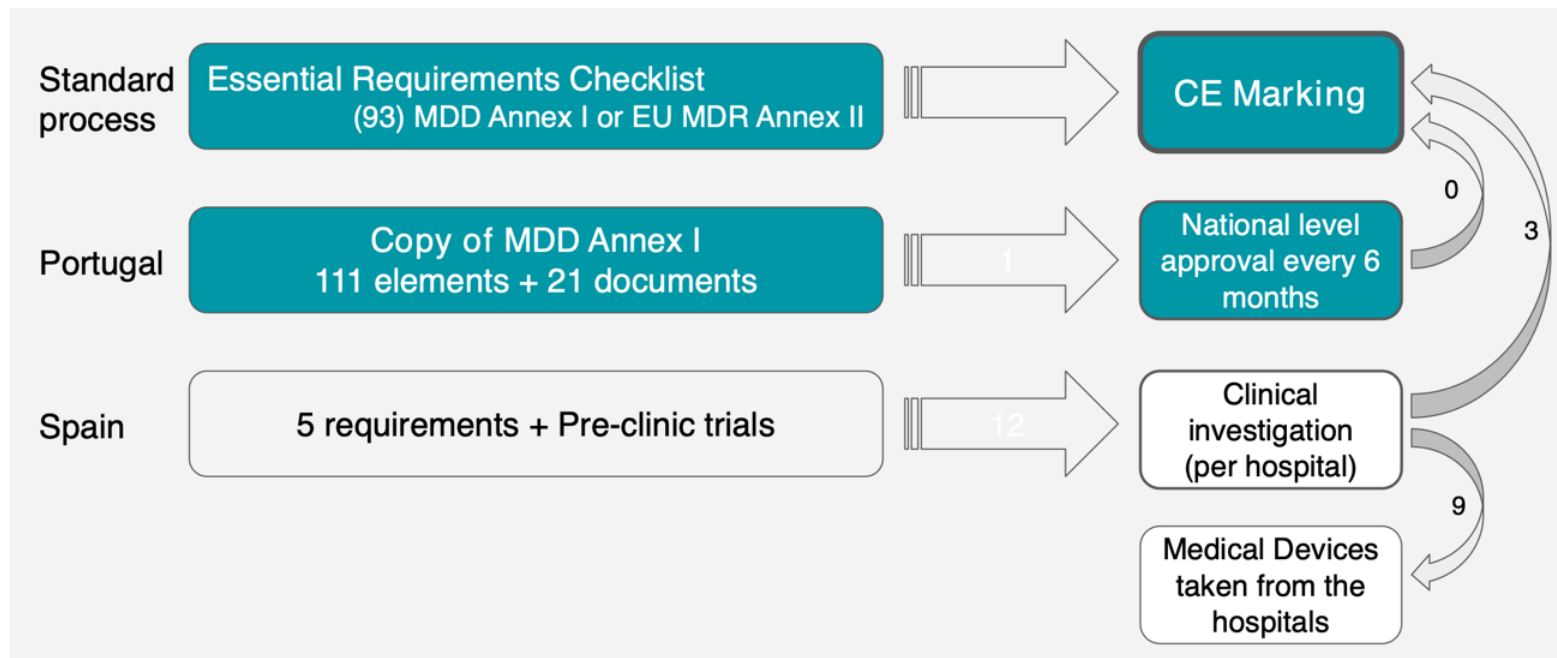 Standard
process
Essential Requirements Checklist
(93) MDD Annex I or EU MDR Annex II
CE Marking
Portugal
Copy of MDD Annex I
111 elements + 21 documents
1
National level
approval every 6
months
0
3
Spain
5 requirements + Pre-clinic trials
12
Clinical
investigation
(per hospital)
9
Medical Devices
taken from the
hospitals